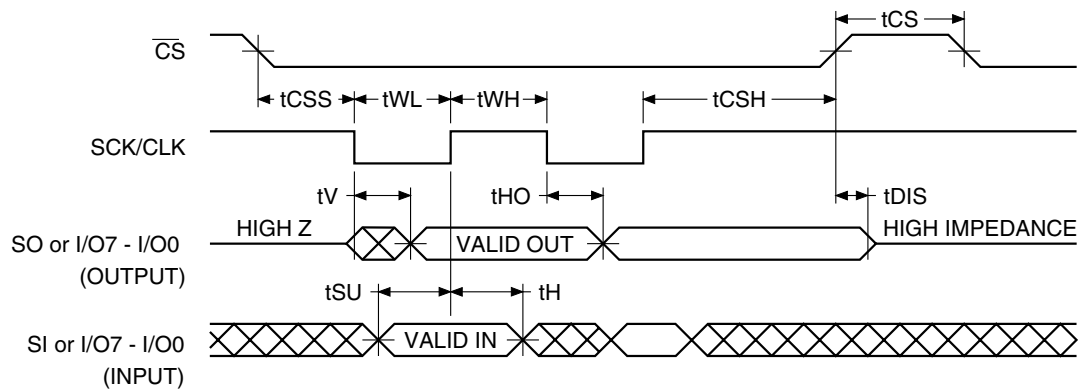 tCS
CS
tCSS tWL tWH tCSH
SCK/CLK
tV tHO tDIS
HIGH Z HIGH IMPEDANCE
SO or I/O7 - I/O0 VALID OUT
(OUTPUT)
tSU tH
SI or I/O7 - I/O0 VALID IN
(INPUT)